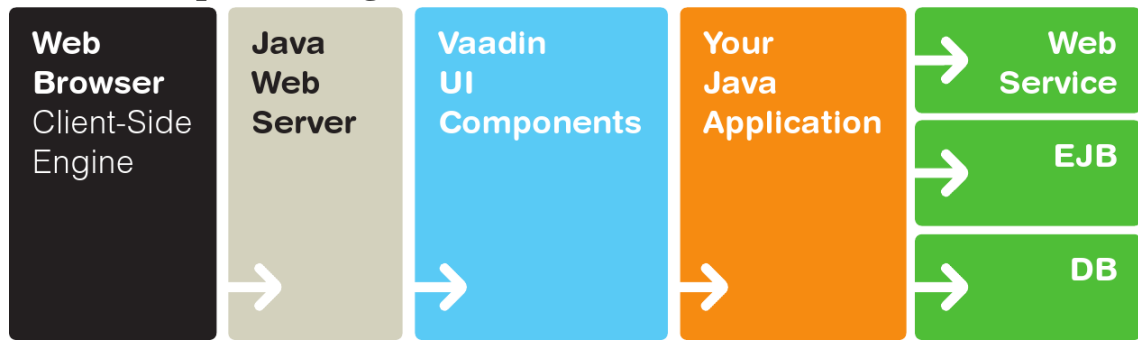 Web
Browser
Client-Side
Engine
Java
Web
Server
Vaadin
UI
Components
Your
Java
Application
Web
Service
EJB
DB